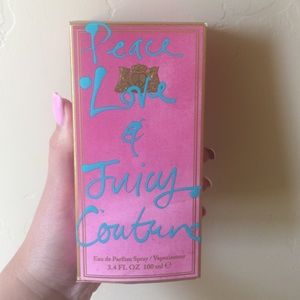 Peace
Love
&
Juicy
Couture
Eau de Parfum Spray / Vaporisateur
3.4 FL OZ 100 ml ℮